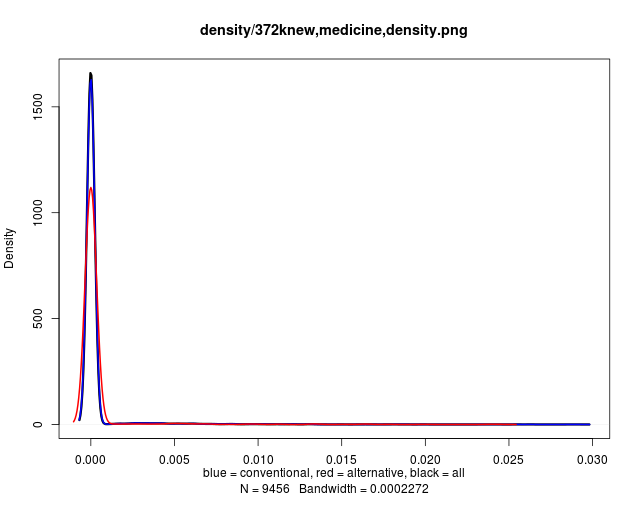 density/372knew,medicine,density.png
Density
1500
1000
500
0
0.000 0.005 0.010 0.015 0.020 0.025 0.030
blue = conventional, red = alternative, black = all
N = 9456 Bandwidth = 0.0002272